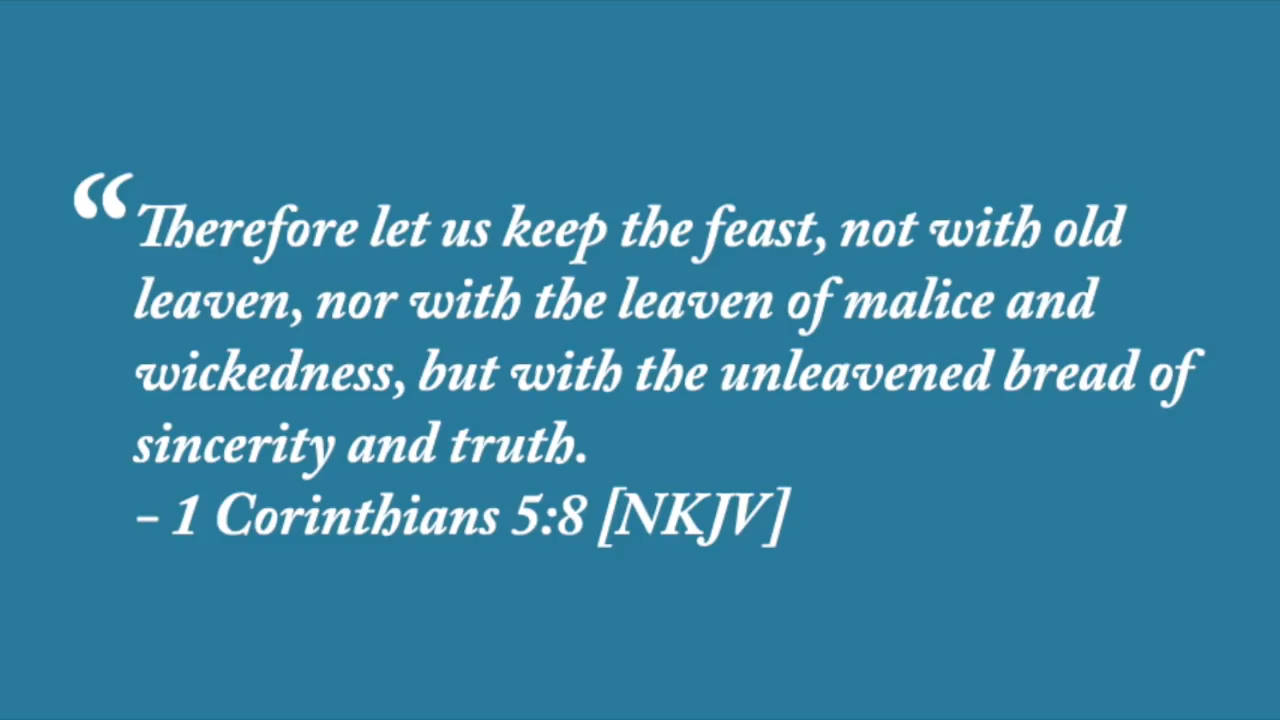 “Therefore let us keep the feast, not with old
leaven, nor with the leaven of malice and
wickedness, but with the unleavened bread of
sincerity and truth.
– 1 Corinthians 5:8 [NKJV]